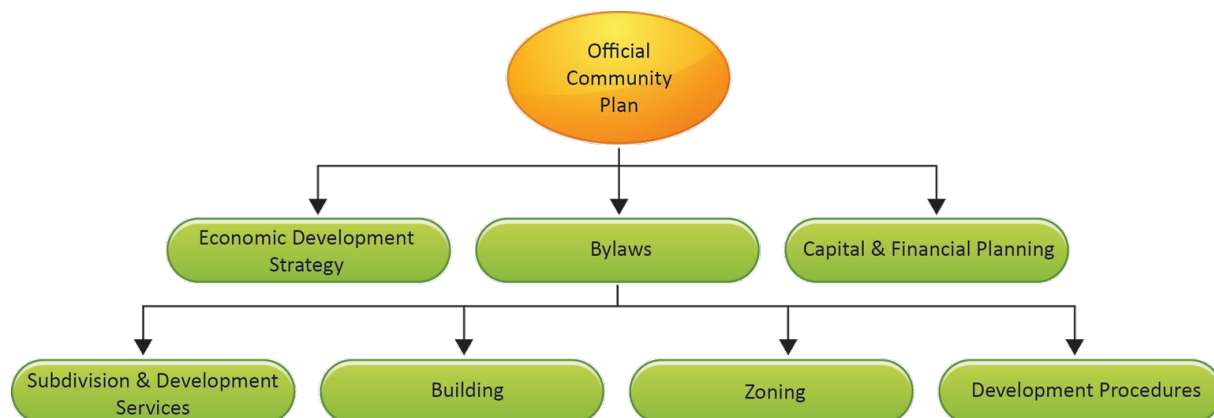 Official
Community
Plan
Economic Development
Strategy
Bylaws
Capital & Financial Planning
Subdivision & Development
Services
Building
Zoning
Development Procedures